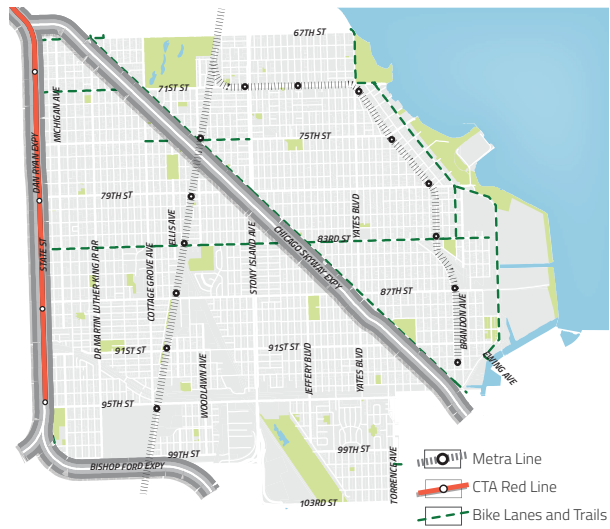 67TH ST
71ST ST
MICHIGAN AVE
75TH ST
DAN RYAN EXPY
79TH ST
ELLIS AVE
YATES BLVD
STATE ST
COTTAGE GROVE AVE
STONY ISLAND AVE
83RD ST
CHICAGO SKYWAY EXPY
DR MARTIN LUTHER KING JR DR
87TH ST
BRANDON AVE
91ST ST
91ST ST
WOODLAWN AVE
JEFFERY BLVD
YATES BLVD
EWING AVE
95TH ST
99TH ST
99TH ST
BISHOP FORD EXPY
TORRENCE AVE
103RD ST
Metra Line
CTA Red Line
Bike Lanes and Trails